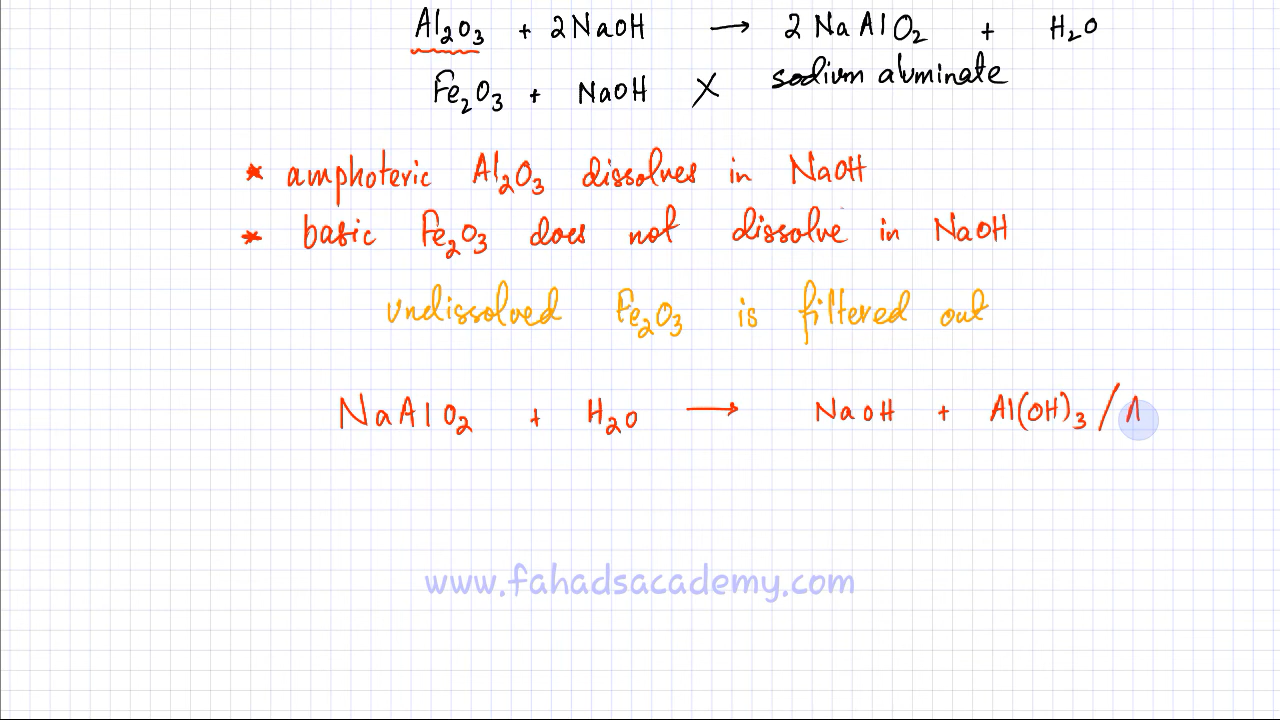 Al₂O₃ + 2NaOH → 2NaAlO₂ + H₂O
sodium aluminate
Fe₂O₃ + NaOH X
* amphoteric Al₂O₃ dissolves in NaOH
* basic Fe₂O₃ does not dissolve in NaOH
undissolved Fe₂O₃ is filtered out
NaAlO₂ + H₂O → NaOH + Al(OH)₃ /
www.fahadsacademy.com